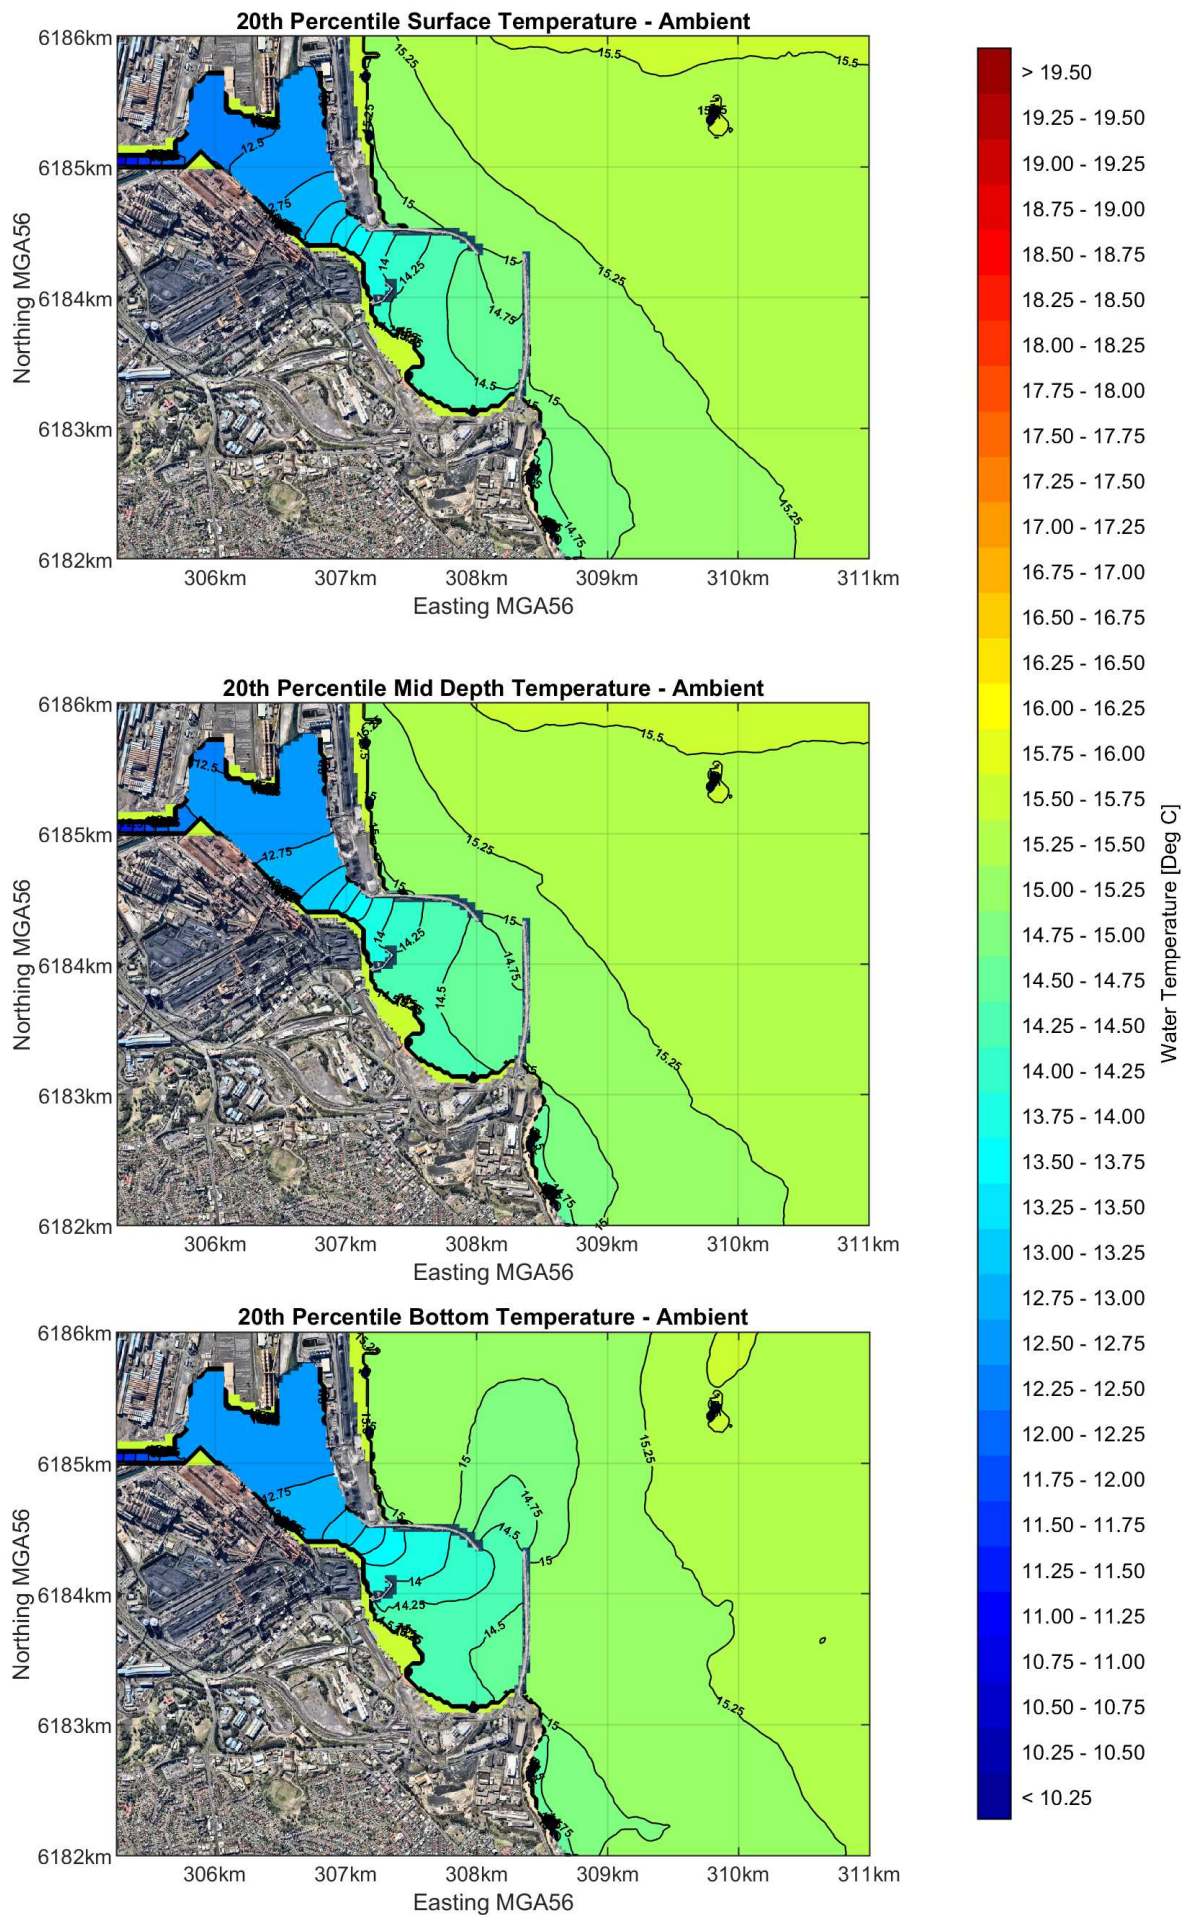 20th Percentile Surface Temperature - Ambient
6186km
6185km
6184km
6183km
6182km
Northing MGA56
15.25
15.5
15.5
15.25
12.5
2.75
15
15
15.25
14
14.25
14.75
14.5
15
14.75
15.25
306km
307km
308km
309km
310km
311km
Easting MGA56
20th Percentile Mid Depth Temperature - Ambient
6186km
6185km
6184km
6183km
6182km
Northing MGA56
15.5
12.5
15
15.25
12.75
15
15
14
14.25
14.75
14.5
15.25
15
306km
307km
308km
309km
310km
311km
Easting MGA56
20th Percentile Bottom Temperature - Ambient
6186km
6185km
6184km
6183km
6182km
Northing MGA56
15
15.25
12.75
14.75
15
14.5
15
14
14.25
14.5
15.25
15
306km
307km
308km
309km
310km
311km
Easting MGA56
> 19.50
19.25 - 19.50
19.00 - 19.25
18.75 - 19.00
18.50 - 18.75
18.25 - 18.50
18.00 - 18.25
17.75 - 18.00
17.50 - 17.75
17.25 - 17.50
17.00 - 17.25
16.75 - 17.00
16.50 - 16.75
16.25 - 16.50
16.00 - 16.25
15.75 - 16.00
15.50 - 15.75
15.25 - 15.50
15.00 - 15.25
14.75 - 15.00
14.50 - 14.75
14.25 - 14.50
14.00 - 14.25
13.75 - 14.00
13.50 - 13.75
13.25 - 13.50
13.00 - 13.25
12.75 - 13.00
12.50 - 12.75
12.25 - 12.50
12.00 - 12.25
11.75 - 12.00
11.50 - 11.75
11.25 - 11.50
11.00 - 11.25
10.75 - 11.00
10.50 - 10.75
10.25 - 10.50
< 10.25
Water Temperature [Deg C]